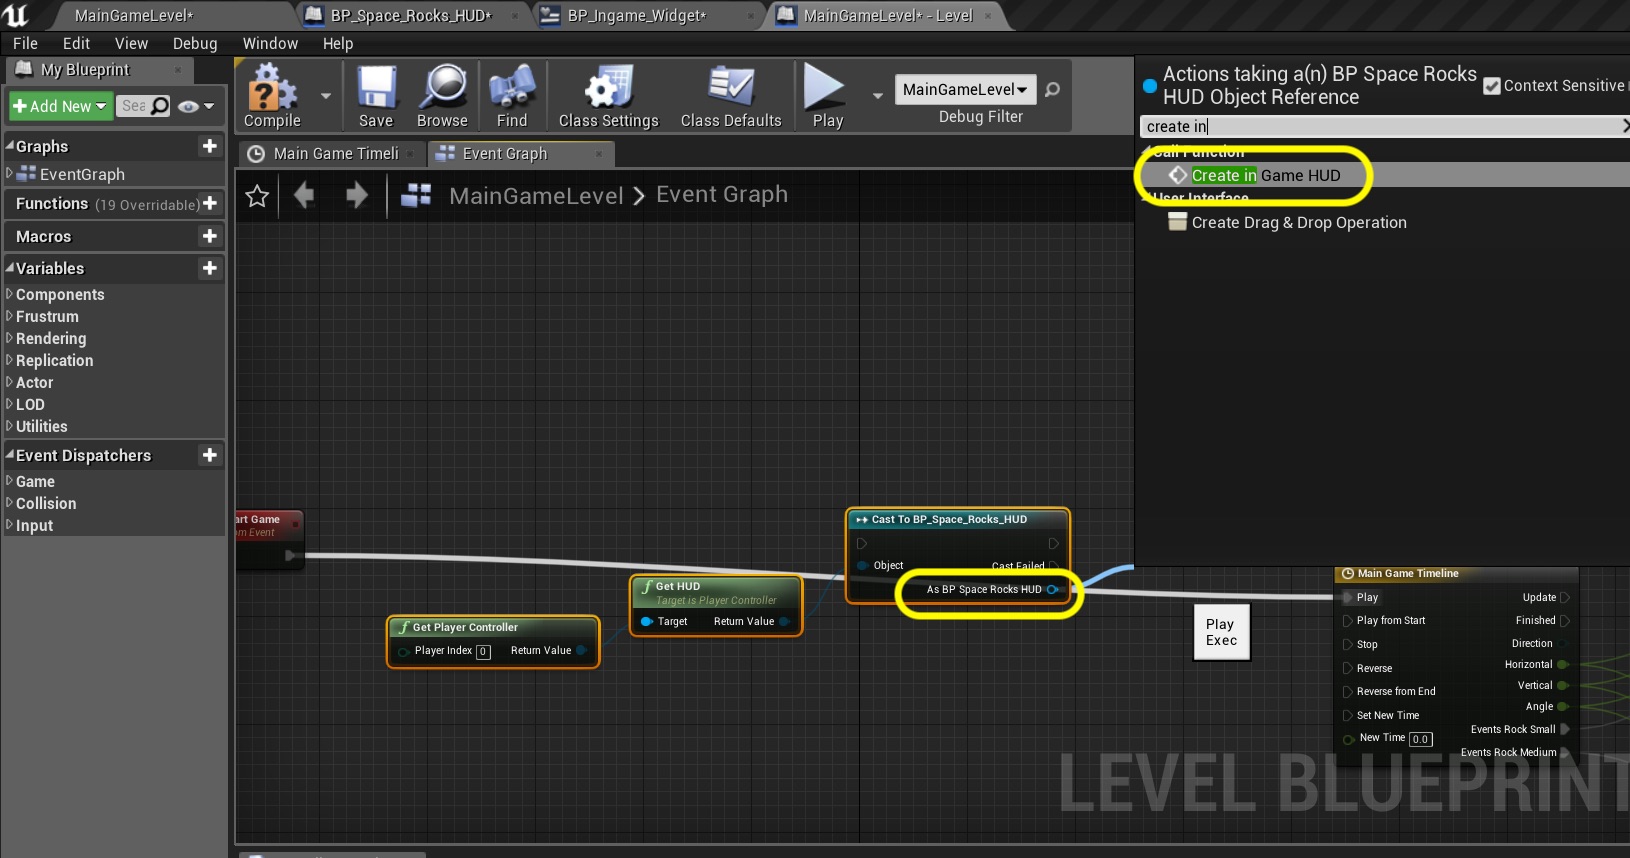 MainGameLevel*
BP_Space_Rocks_HUD*
BP_Ingame_Widget*
MainGameLevel* - Level
File Edit View Debug Window Help
My Blueprint
Add New
Sea
Graphs
EventGraph
Functions (19 Overridable)
Macros
Variables
Components
Frustrum
Rendering
Replication
Actor
LOD
Utilities
Event Dispatchers
Game
Collision
Input
Compile
Save
Browse
Find
Class Settings
Class Defaults
Play
MainGameLevel
Debug Filter
Main Game Timeli
Event Graph
MainGameLevel > Event Graph
Actions taking a(n) BP Space Rocks
HUD Object Reference
Context Sensitive
create in
Call Function
Create in Game HUD
User Interface
Create Drag & Drop Operation
art Game
om Event
Get Player Controller
Player Index 0
Return Value
Get HUD
Target is Player Controller
Target
Return Value
Cast To BP_Space_Rocks_HUD
Object
Cast Failed
As BP Space Rocks HUD
Play
Exec
Main Game Timeline
Play
Update
Play from Start
Finished
Stop
Direction
Reverse
Horizontal
Reverse from End
Vertical
Set New Time
Angle
New Time 0.0
Events Rock Small
Events Rock Medium
LEVEL BLUEPRINT